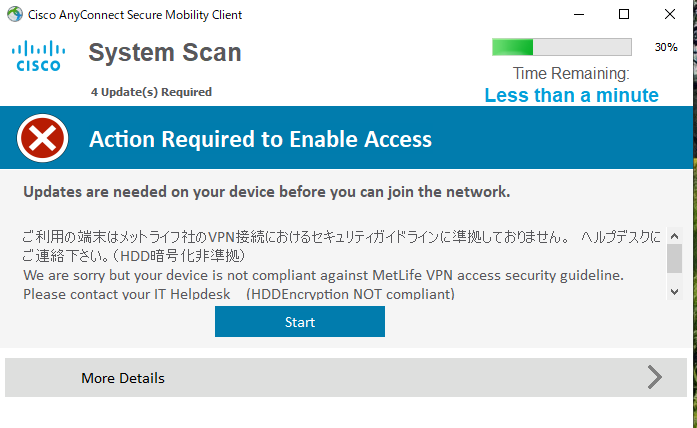 Cisco AnyConnect Secure Mobility Client
CISCO
System Scan
30%
Time Remaining:
Less than a minute
4 Update(s) Required
Action Required to Enable Access
Updates are needed on your device before you can join the network.
ご利用の端末はメットライフ社のVPN接続におけるセキュリティガイドラインに準拠しておりません。 ヘルプデスクに
ご連絡下さい。（HDD暗号化非準拠）
We are sorry but your device is not compliant against MetLife VPN access security guideline.
Please contact your IT Helpdesk (HDDEncryption NOT compliant)
Start
More Details